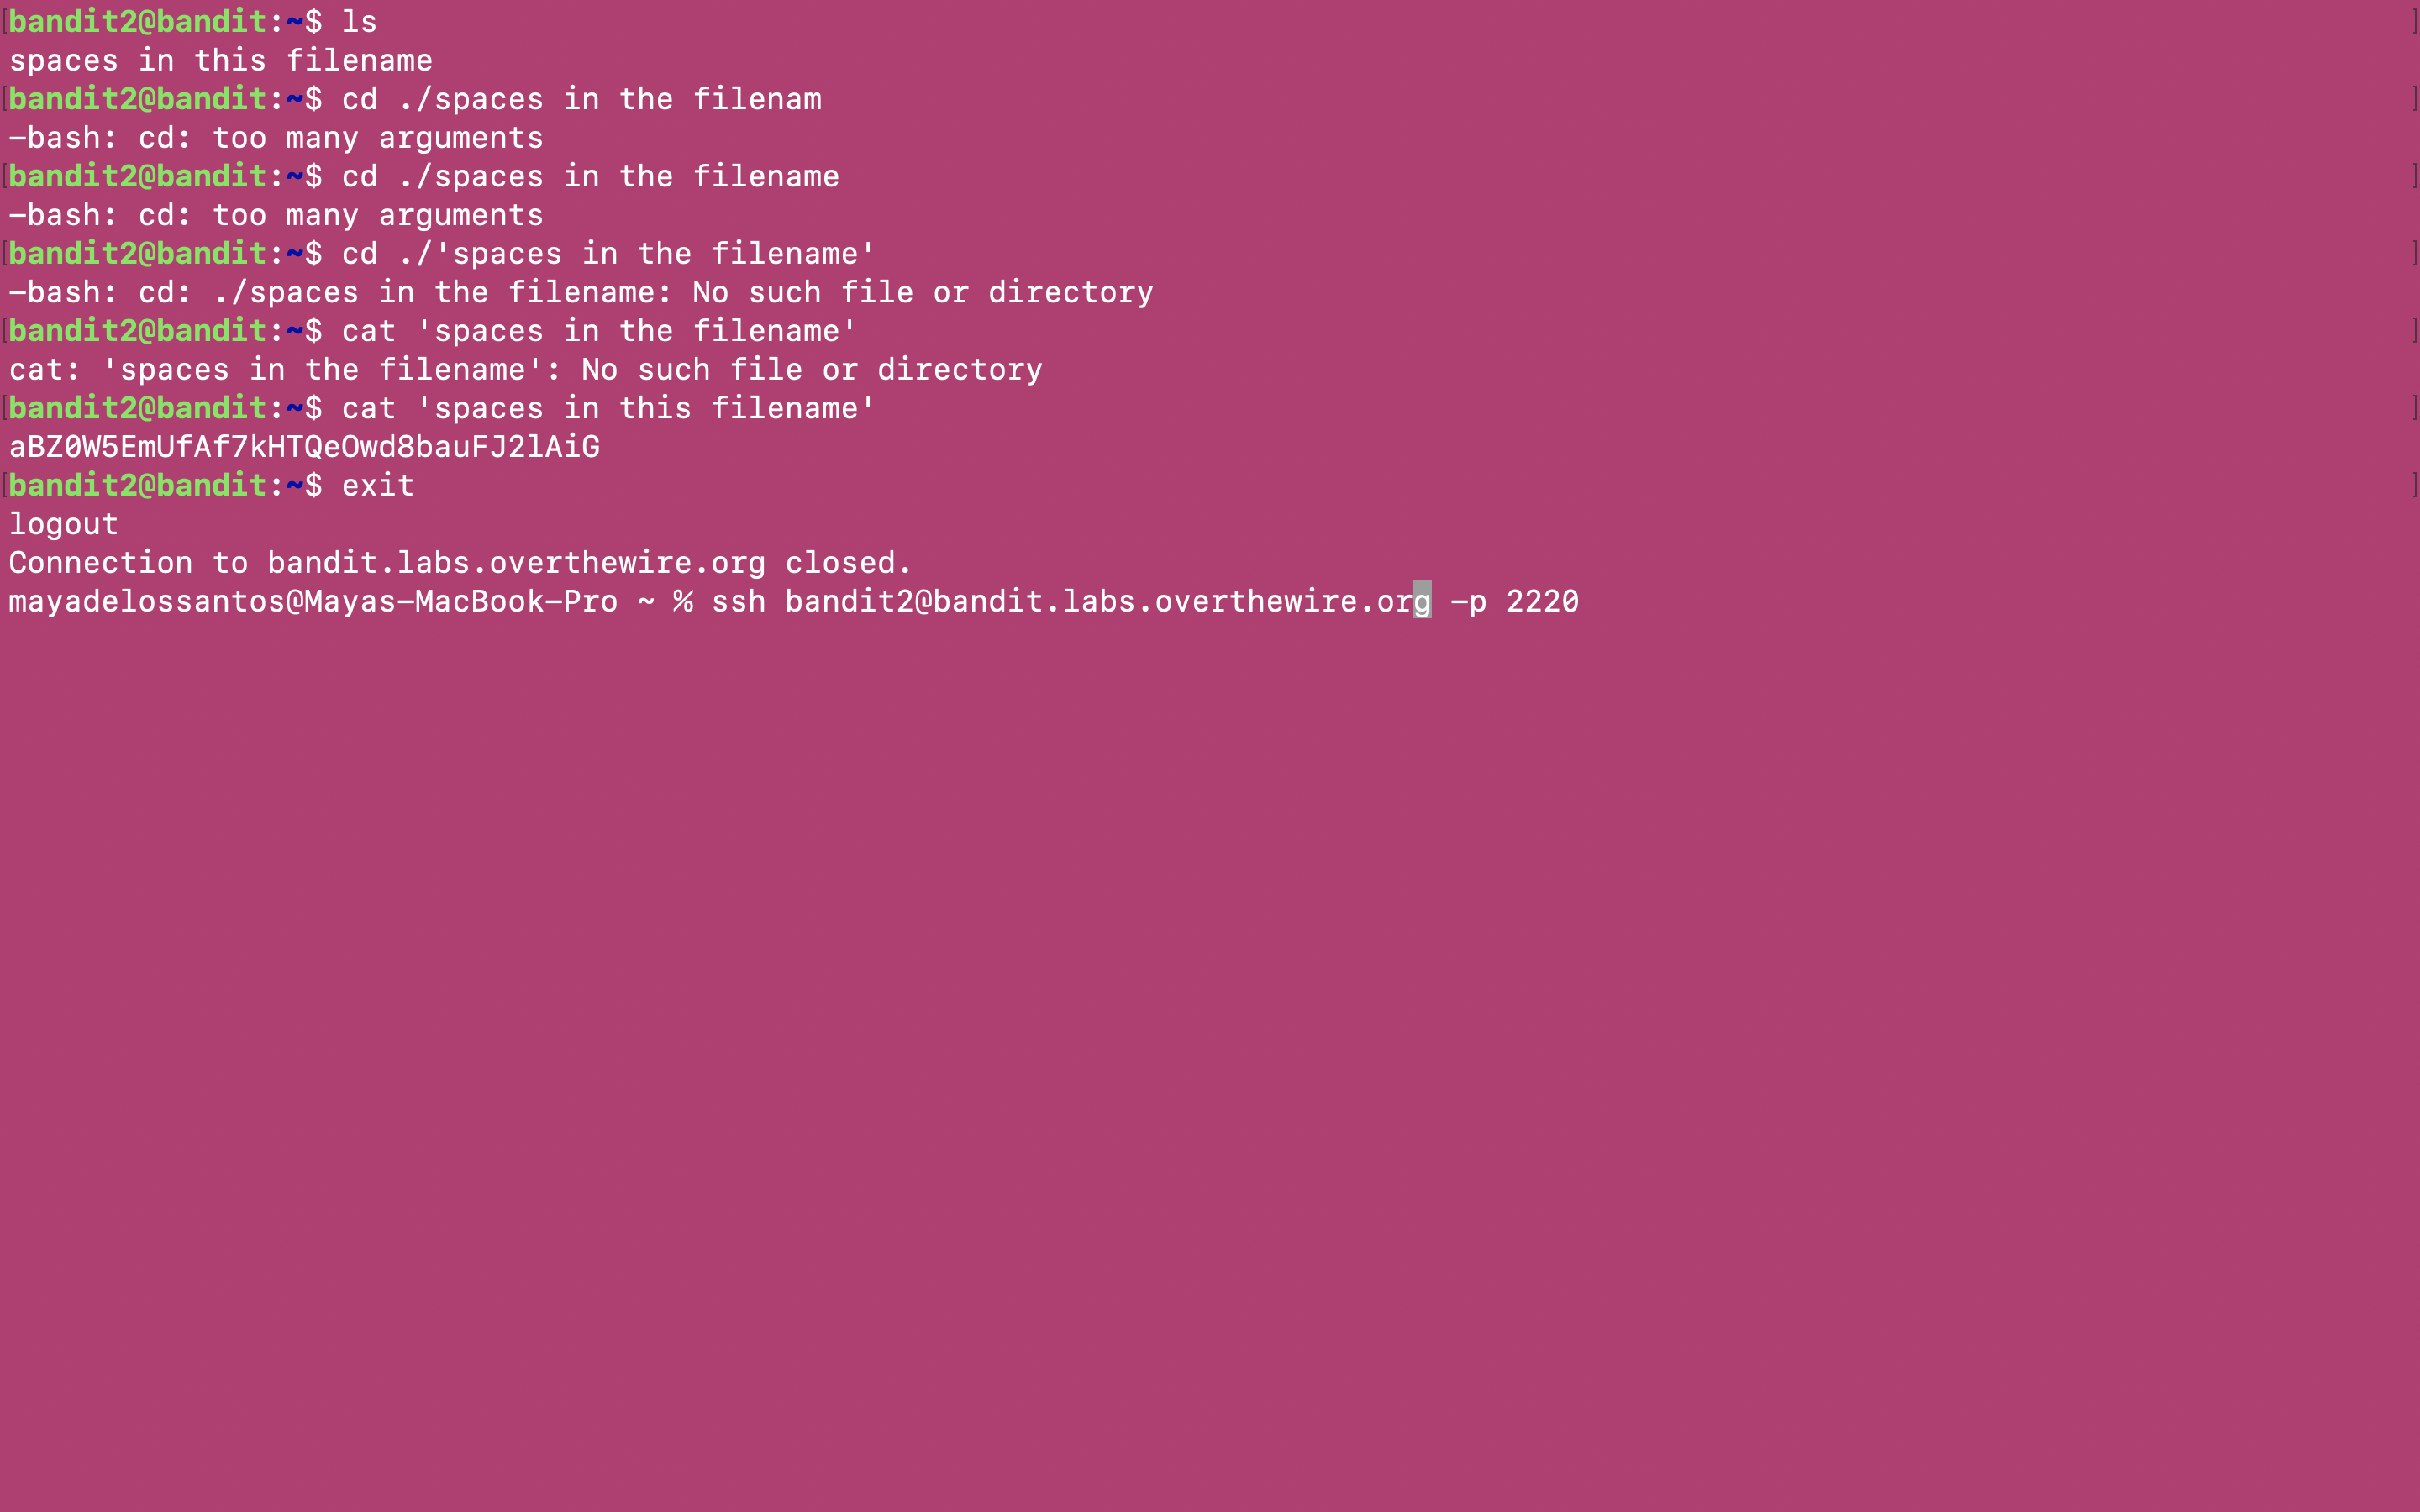 bandit2@bandit:~$ ls
spaces in this filename
bandit2@bandit:~$ cd ./spaces in the filenam
-bash: cd: too many arguments
bandit2@bandit:~$ cd ./spaces in the filename
-bash: cd: too many arguments
bandit2@bandit:~$ cd ./'spaces in the filename'
-bash: cd: ./spaces in the filename: No such file or directory
bandit2@bandit:~$ cat 'spaces in the filename'
cat: 'spaces in the filename': No such file or directory
bandit2@bandit:~$ cat 'spaces in this filename'
aBZ0W5EmUfAf7kHTQeOwd8bauFJ2lAiG
bandit2@bandit:~$ exit
logout
Connection to bandit.labs.overthewire.org closed.
mayadelossantos@Mayas-MacBook-Pro ~ % ssh bandit2@bandit.labs.overthewire.org -p 2220